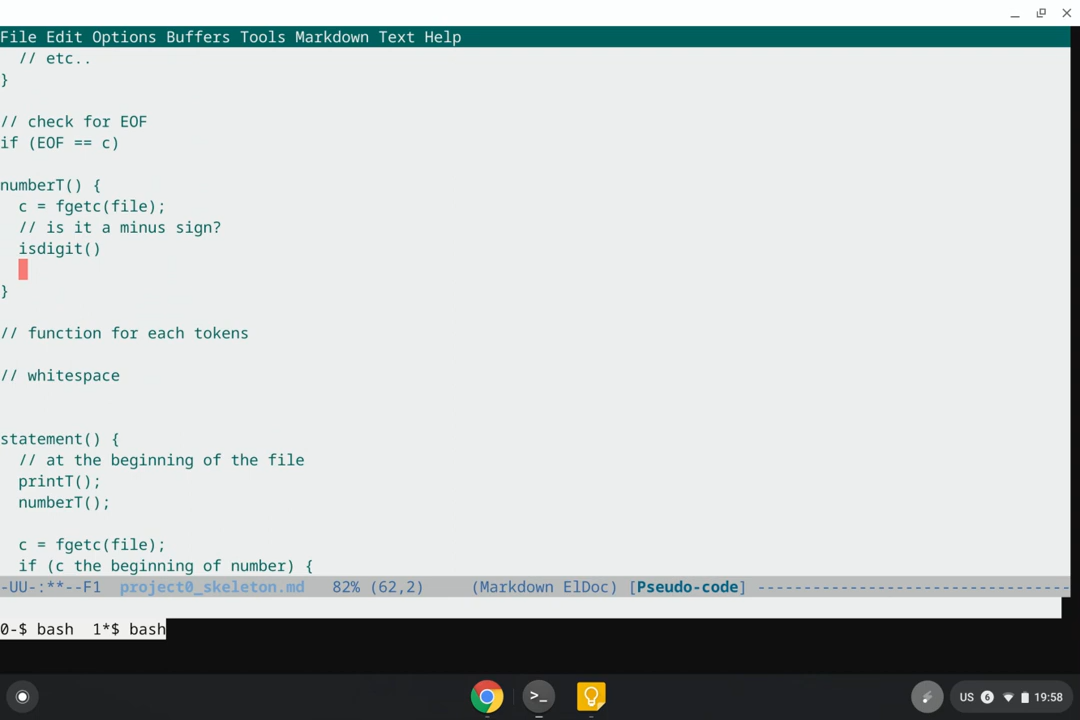 File Edit Options Buffers Tools Markdown Text Help
// etc..
}
// check for EOF
if (EOF == c)
numberT() {
c = fgetc(file);
// is it a minus sign?
isdigit()
}
// function for each tokens
// whitespace
statement() {
// at the beginning of the file
printT();
numberT();
c = fgetc(file);
if (c the beginning of number) {
-UU-:**--F1  project0_skeleton.md   82% (62,2)     (Markdown ElDoc) [Pseudo-code] ----------------------------------
0-$ bash  1*$ bash
US 6 19:58